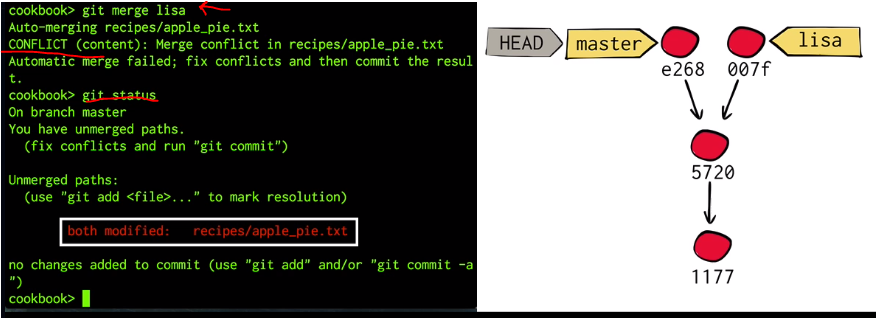 cookbook> git merge lisa
Auto-merging recipes/apple_pie.txt
CONFLICT (content): Merge conflict in recipes/apple_pie.txt
Automatic merge failed; fix conflicts and then commit the resul
t.
cookbook> git status
On branch master
You have unmerged paths.
  (fix conflicts and run "git commit")
Unmerged paths:
  (use "git add <file>..." to mark resolution)
both modified:   recipes/apple_pie.txt
no changes added to commit (use "git add" and/or "git commit -a
")
cookbook>
HEAD master lisa
e268 007f
5720
1177